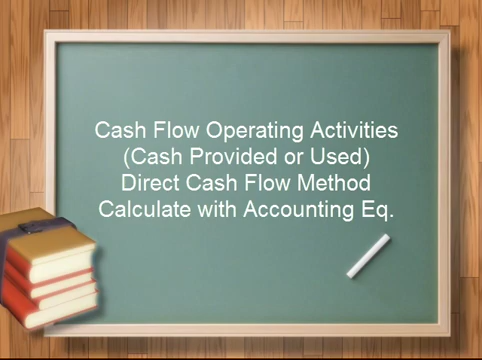 Cash Flow Operating Activities
(Cash Provided or Used)
Direct Cash Flow Method
Calculate with Accounting Eq.